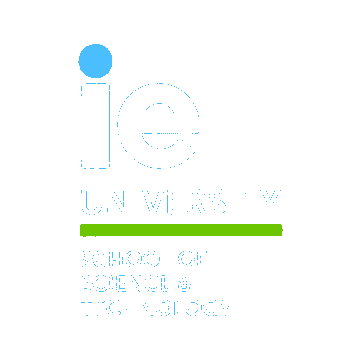 ie
UNIVERSITY
SCHOOL OF
SCIENCE &
TECHNOLOGY